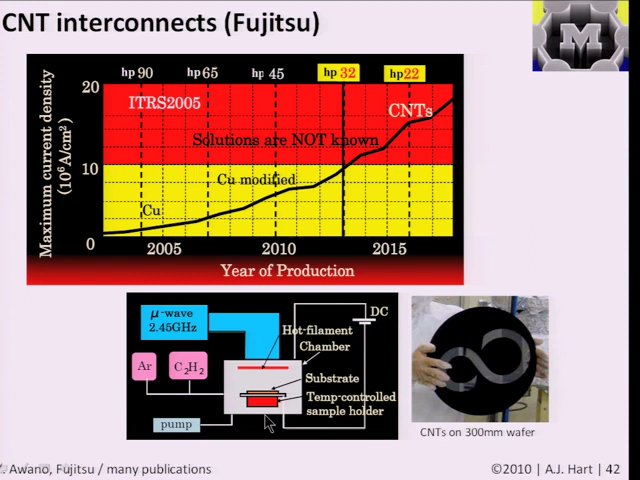 CNT interconnects (Fujitsu)
M
hp 90 hp 65 hp 45 hp 32 hp 22
Maximum current density
(10⁶A/cm²)
20
10
0
ITRS2005
CNTs
Solutions are NOT known
Cu modified
Cu
2005 2010 2015
Year of Production
μ-wave
2.45GHz
DC
Hot-filament
Chamber
Ar
C₂H₂
Substrate
Temp-controlled
sample holder
pump
CNTs on 300mm wafer
Awano, Fujitsu / many publications
©2010 | A.J. Hart | 42